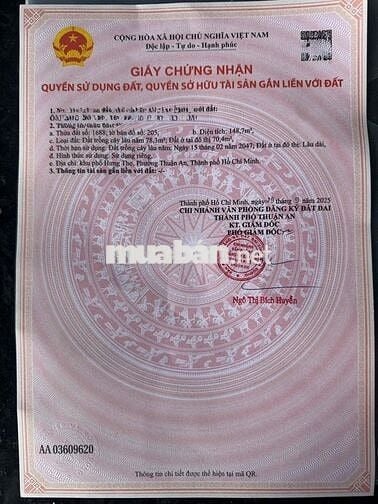 CỘNG HÒA XÃ HỘI CHỦ NGHĨA VIỆT NAM
Độc lập - Tự do - Hạnh phúc
GIẤY CHỨNG NHẬN
QUYỀN SỬ DỤNG ĐẤT, QUYỀN SỞ HỮU TÀI SẢN GẮN LIỀN VỚI ĐẤT
2. Thông tin thửa đất:
a. Thửa đất số: 1688, tờ bản đồ số: 205, b. Diện tích: 148,7m²
c. Loại đất: Đất trồng cây lâu năm 78,3m²; Đất ở tại đô thị 70,4m²
d. Thời hạn sử dụng: Đất trồng cây lâu năm: Ngày 15 tháng 02 năm 2047; Đất ở tại đô thị: Lâu dài,
đ. Hình thức sử dụng: Sử dụng riêng,
e. Địa chỉ: khu phố Hưng Thọ, Phường Thuận An, Thành phố Hồ Chí Minh.
3. Thông tin tài sản gắn liền với đất: -/-
Thành phố Hồ Chí Minh, ngày tháng 9 năm 2025
CHI NHÁNH VĂN PHÒNG ĐĂNG KÝ ĐẤT ĐAI
THÀNH PHỐ THUẬN AN
KT. GIÁM ĐỐC
PHÓ GIÁM ĐỐC
muaban.net
Ngô Thị Bích Huyền
AA 03609620
Thông tin chi tiết được thể hiện tại mã QR.